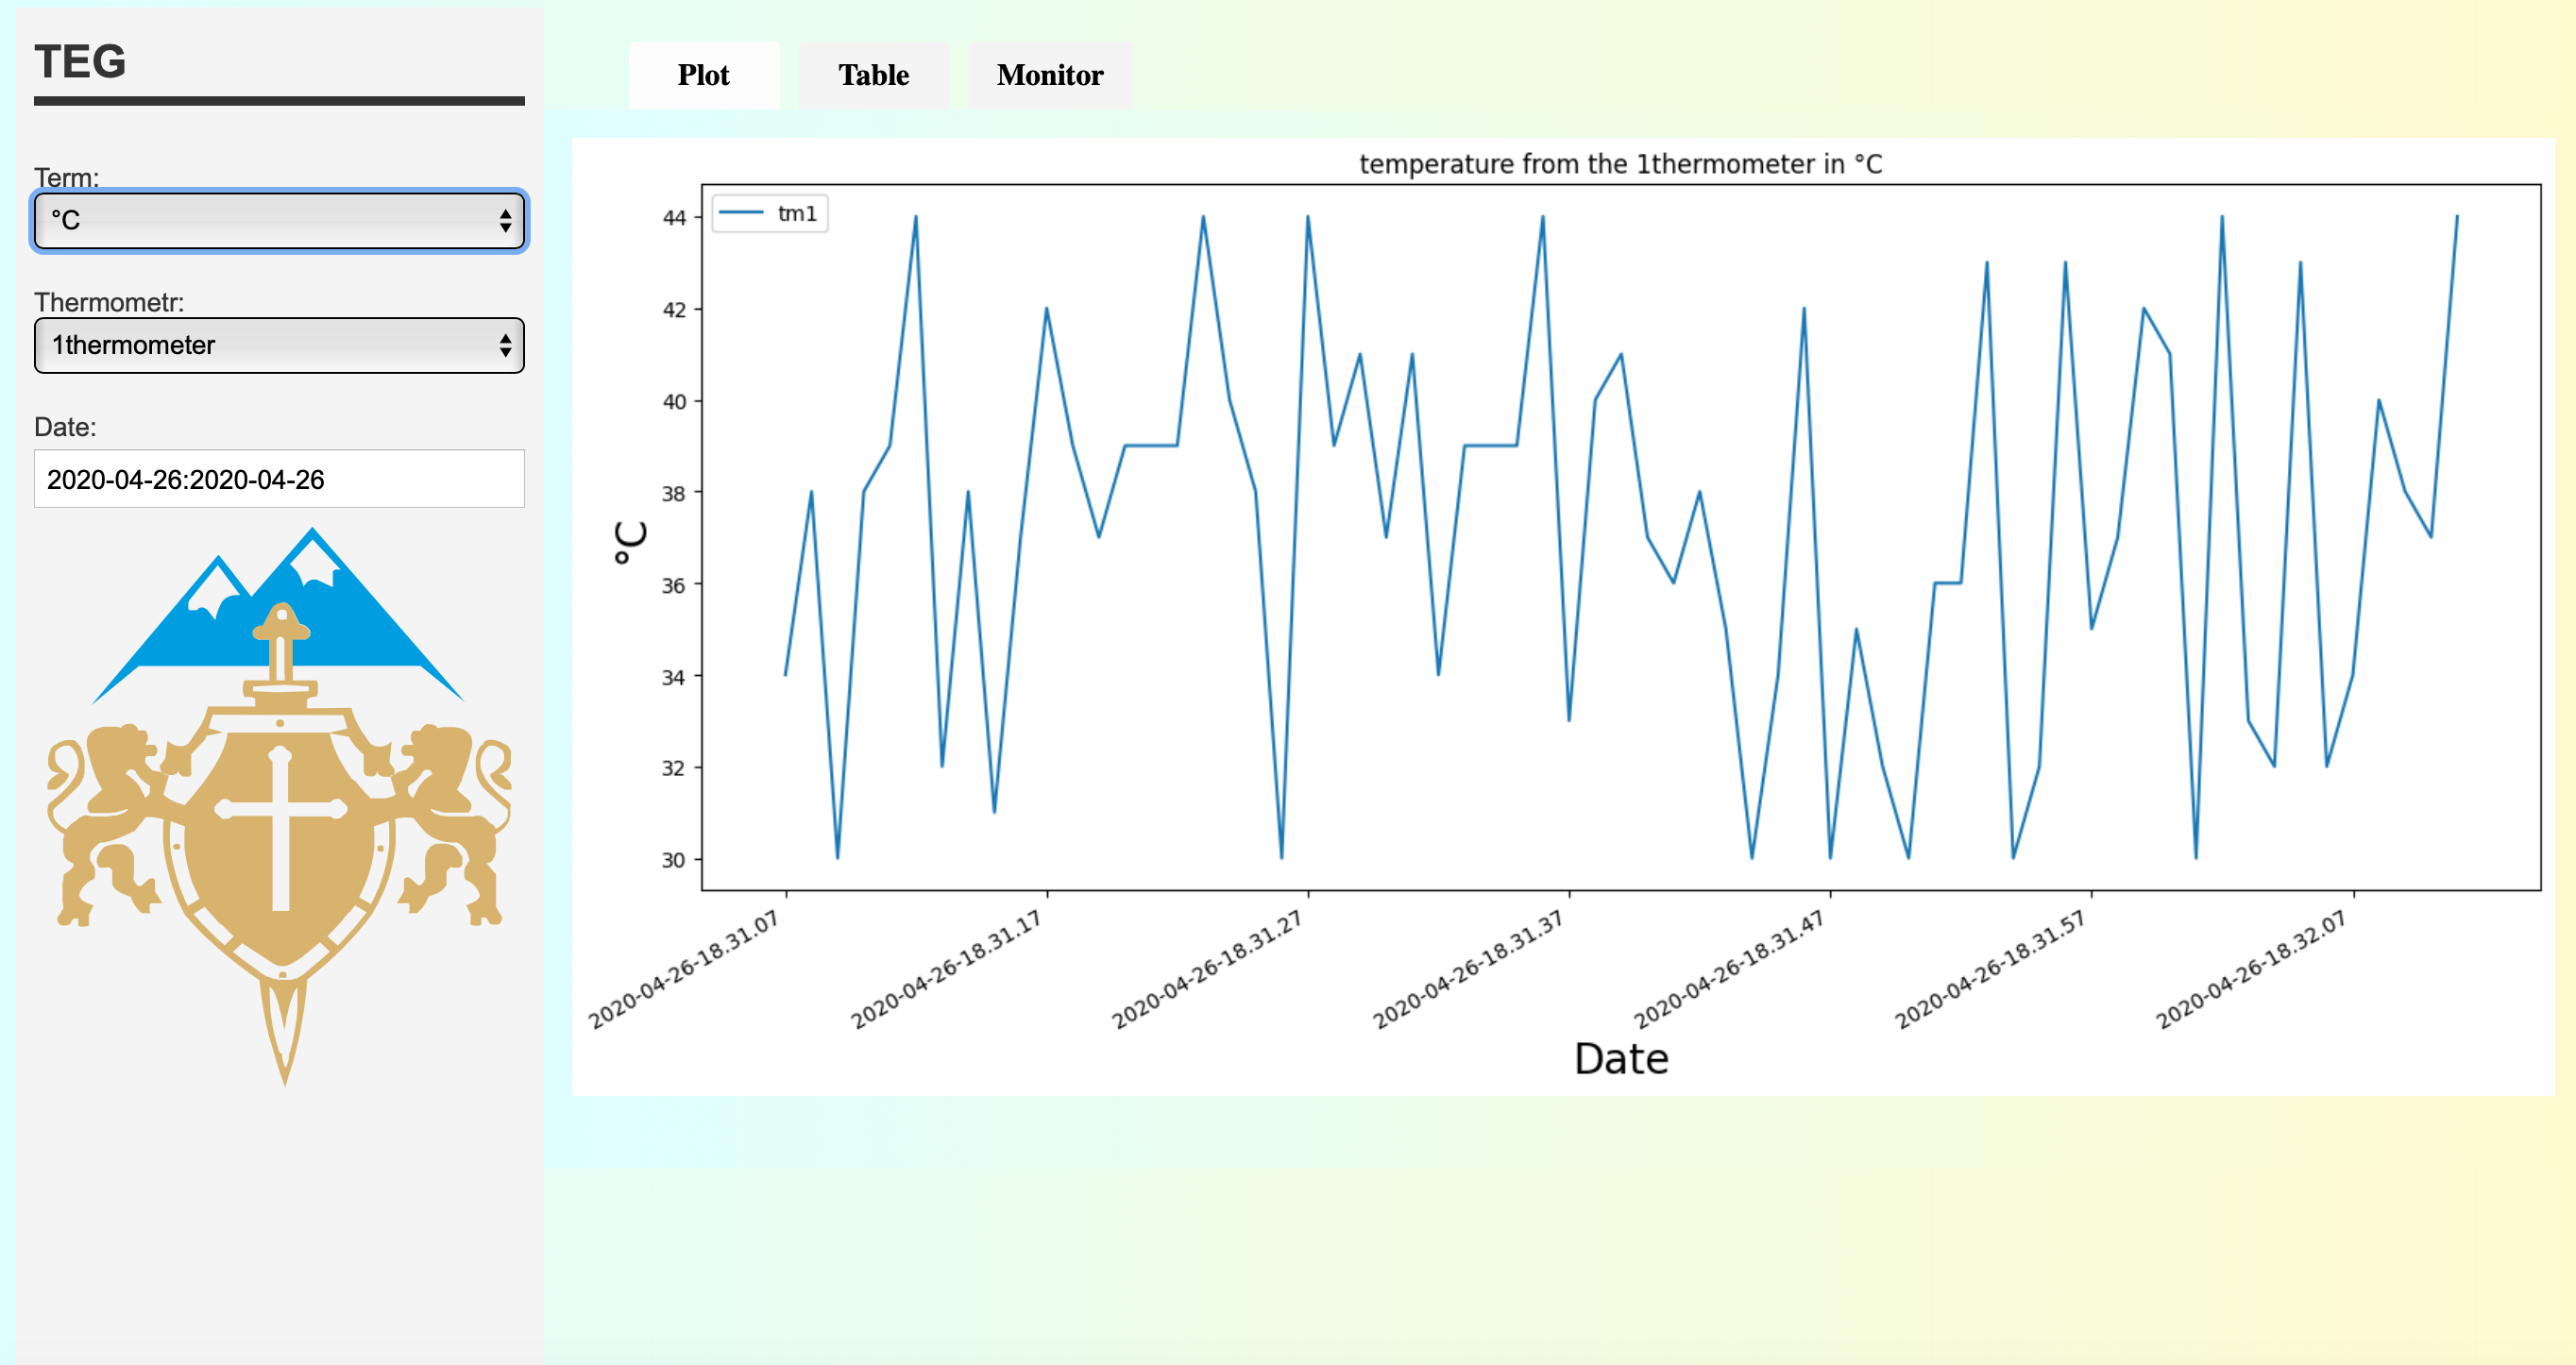 TEG
Term:
°C
Thermometr:
1thermometer
Date:
2020-04-26:2020-04-26
Plot
Table
Monitor
temperature from the 1thermometer in °C
tm1
44
42
40
38
36
34
32
30
°C
2020-04-26-18.31.07
2020-04-26-18.31.17
2020-04-26-18.31.27
2020-04-26-18.31.37
2020-04-26-18.31.47
2020-04-26-18.31.57
2020-04-26-18.32.07
Date